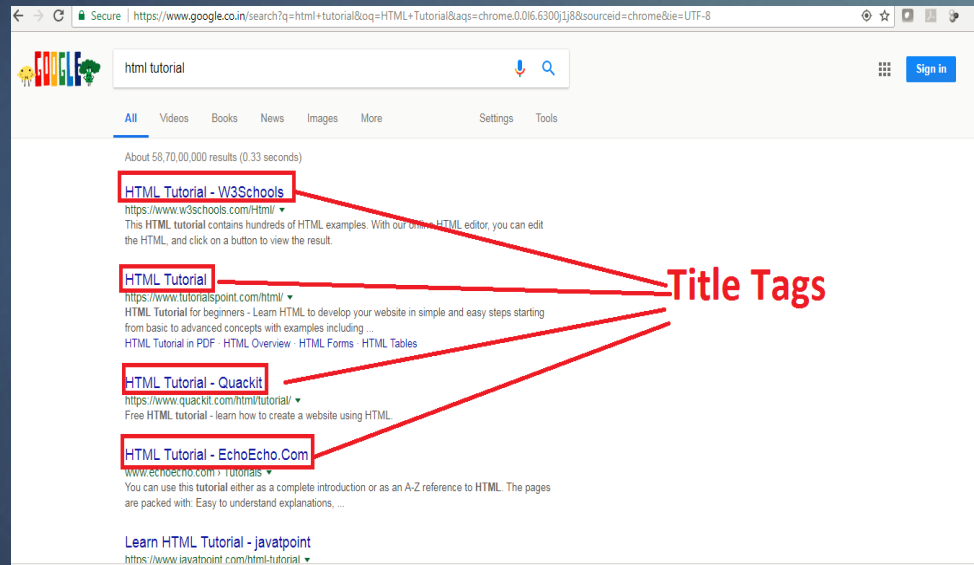 Secure | https://www.google.co.in/search?q=html+tutorial&oq=HTML+Tutorial&aqs=chrome.0.0l6.6300j1j8&sourceid=chrome&ie=UTF-8
GOOGLE
html tutorial
Sign in
All Videos Books News Images More Settings Tools
About 58,70,00,000 results (0.33 seconds)
HTML Tutorial - W3Schools
https://www.w3schools.com/Html/
This HTML tutorial contains hundreds of HTML examples. With our online HTML editor, you can edit
the HTML, and click on a button to view the result.
HTML Tutorial
https://www.tutorialspoint.com/html/
HTML Tutorial for beginners - Learn HTML to develop your website in simple and easy steps starting
from basic to advanced concepts with examples including ...
HTML Tutorial in PDF · HTML Overview · HTML Forms · HTML Tables
Title Tags
HTML Tutorial - Quackit
https://www.quackit.com/html/tutorial/
Free HTML tutorial - learn how to create a website using HTML.
HTML Tutorial - EchoEcho.Com
www.echoecho.com › Tutorials
You can use this tutorial either as a complete introduction or as an A-Z reference to HTML. The pages
are packed with: Easy to understand explanations, ...
Learn HTML Tutorial - javatpoint
https://www.javatpoint.com/html-tutorial